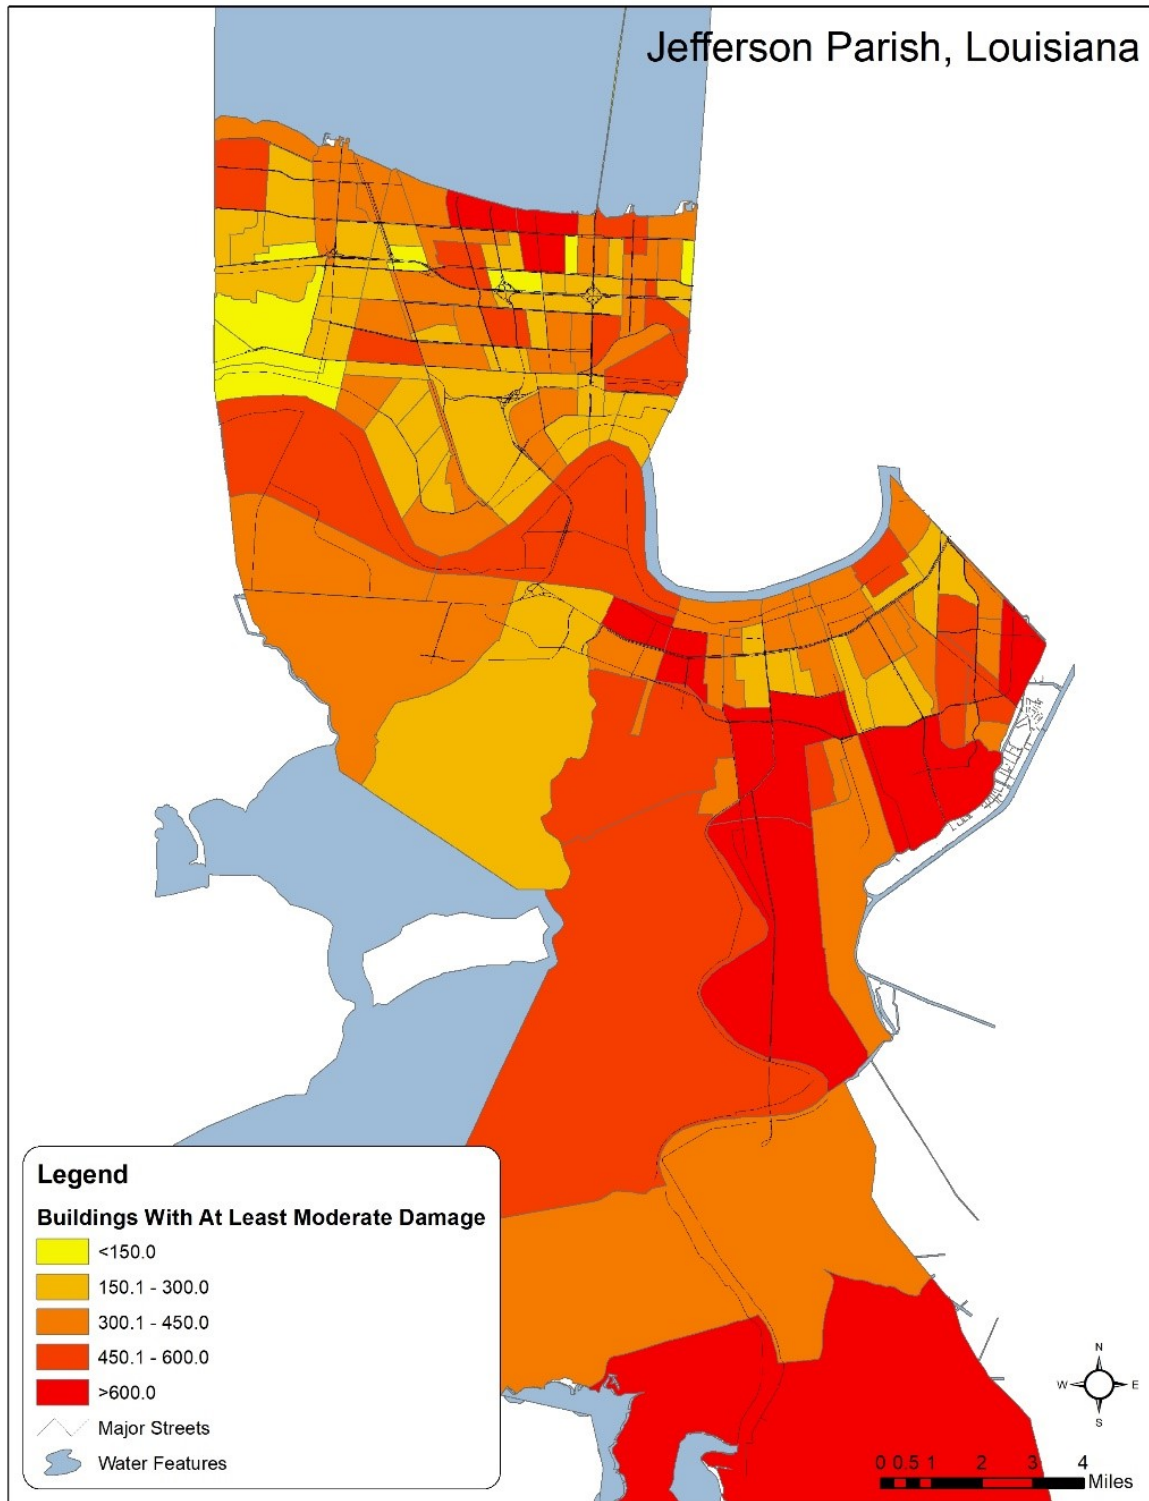 Jefferson Parish, Louisiana
Legend
Buildings With At Least Moderate Damage
<150.0
150.1 - 300.0
300.1 - 450.0
450.1 - 600.0
>600.0
Major Streets
Water Features
N
W E
S
0 0.5 1 2 3 4
Miles